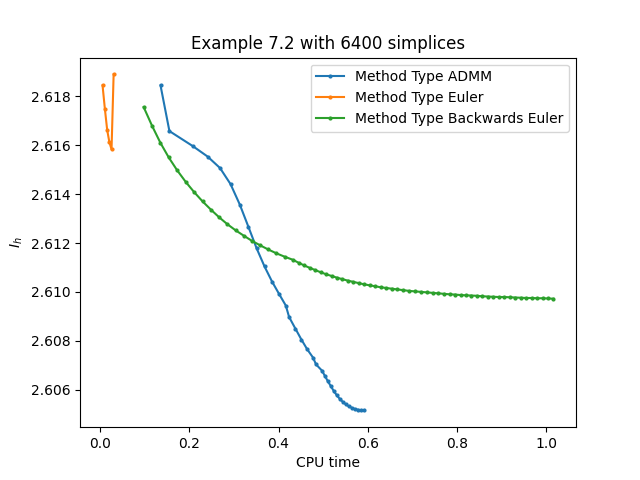 Example 7.2 with 6400 simplices
Method Type ADMM
Method Type Euler
Method Type Backwards Euler
2.618
2.616
2.614
2.612
2.610
2.608
2.606
I_h
0.0 0.2 0.4 0.6 0.8 1.0
CPU time